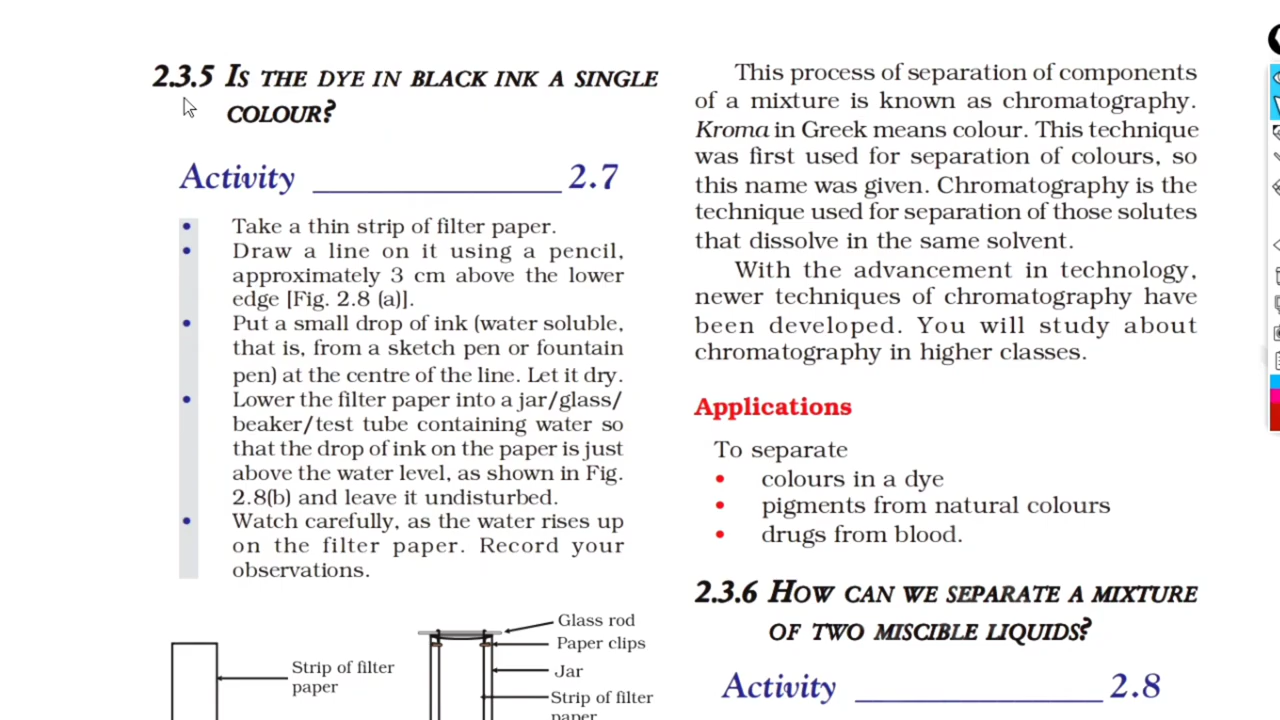 2.3.5 IS THE DYE IN BLACK INK A SINGLE
COLOUR?
Activity ____________________ 2.7
• Take a thin strip of filter paper.
• Draw a line on it using a pencil,
approximately 3 cm above the lower
edge [Fig. 2.8 (a)].
• Put a small drop of ink (water soluble,
that is, from a sketch pen or fountain
pen) at the centre of the line. Let it dry.
• Lower the filter paper into a jar/glass/
beaker/test tube containing water so
that the drop of ink on the paper is just
above the water level, as shown in Fig.
2.8(b) and leave it undisturbed.
• Watch carefully, as the water rises up
on the filter paper. Record your
observations.
Strip of filter
paper
Glass rod
Paper clips
Jar
Strip of filter
paper
This process of separation of components
of a mixture is known as chromatography.
Kroma in Greek means colour. This technique
was first used for separation of colours, so
this name was given. Chromatography is the
technique used for separation of those solutes
that dissolve in the same solvent.
With the advancement in technology,
newer techniques of chromatography have
been developed. You will study about
chromatography in higher classes.
Applications
To separate
• colours in a dye
• pigments from natural colours
• drugs from blood.
2.3.6 HOW CAN WE SEPARATE A MIXTURE
OF TWO MISCIBLE LIQUIDS?
Activity ____________________ 2.8